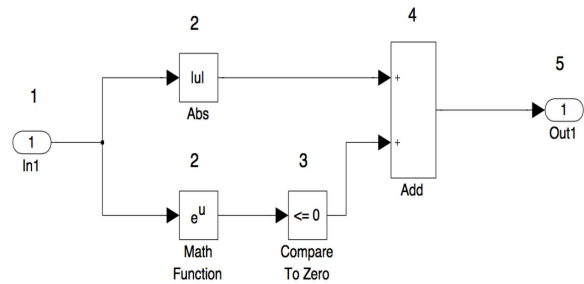 4
2
5
1
|u|
+
1
Abs
Out1
1
2
3
+
In1
e^u
<= 0
Add
Math
Function
Compare
To Zero